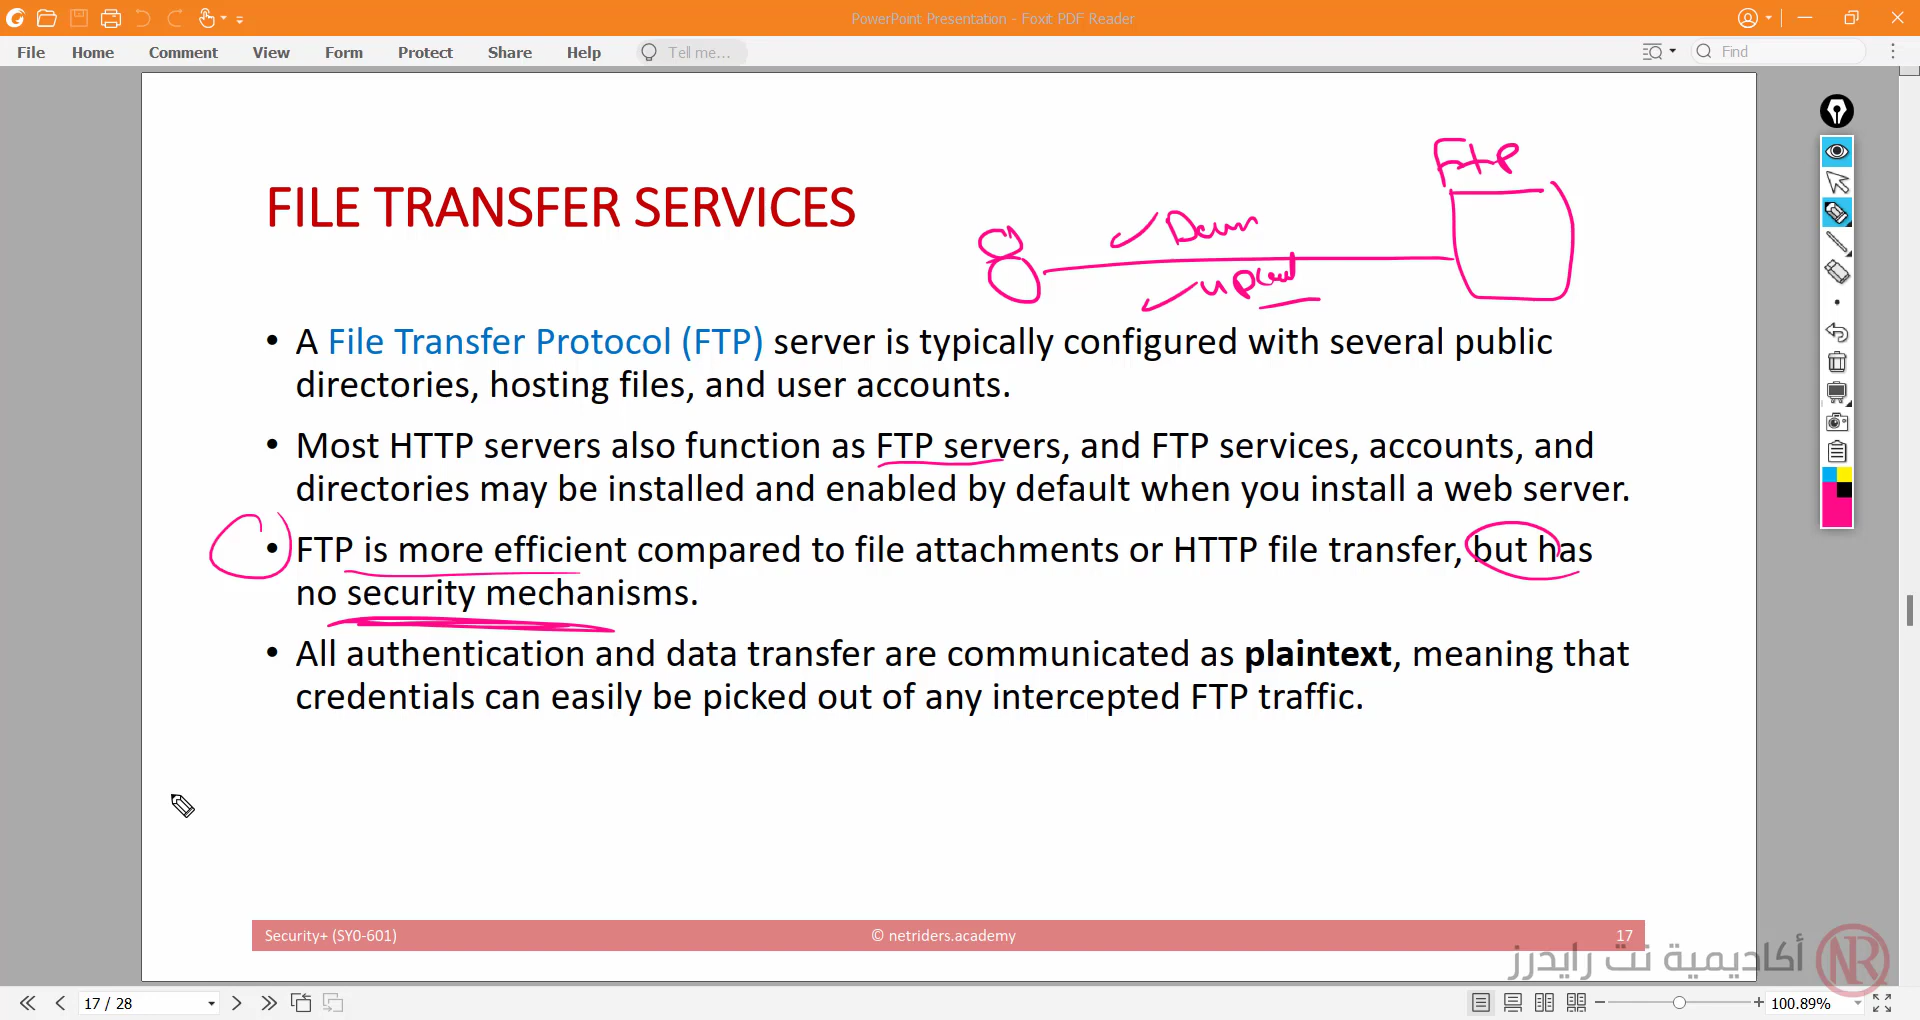 PowerPoint Presentation - Foxit PDF Reader
File Home Comment View Form Protect Share Help Tell me... Find
Ftp
FILE TRANSFER SERVICES
Down
upload
• A File Transfer Protocol (FTP) server is typically configured with several public
directories, hosting files, and user accounts.
• Most HTTP servers also function as FTP servers, and FTP services, accounts, and
directories may be installed and enabled by default when you install a web server.
• FTP is more efficient compared to file attachments or HTTP file transfer, but has
no security mechanisms.
• All authentication and data transfer are communicated as plaintext, meaning that
credentials can easily be picked out of any intercepted FTP traffic.
Security+ (SY0-601) © netriders.academy 17
أكاديمية نت رايدرز NR
17 / 28 100.89%